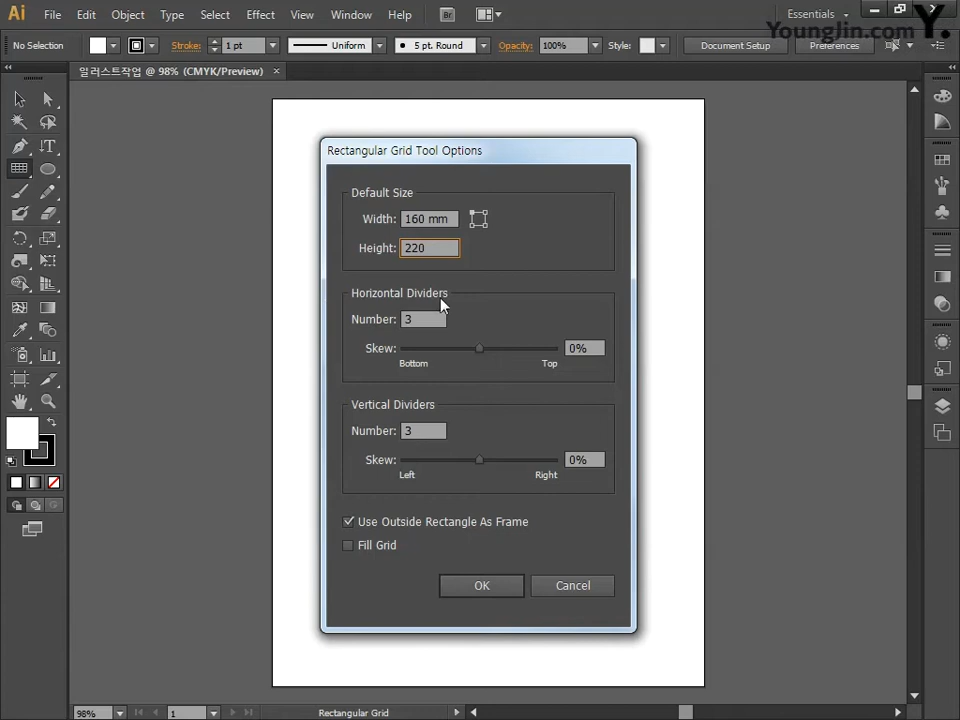 Ai File Edit Object Type Select Effect View Window Help Br Essentials
YoungJin.com Y.
No Selection Stroke: 1 pt Uniform 5 pt. Round Opacity: 100% Style: Document Setup Preferences
일러스트작업 @ 98% (CMYK/Preview) ×
Rectangular Grid Tool Options
Default Size
Width: 160 mm
Height: 220
Horizontal Dividers
Number: 3
Skew: 0%
Bottom Top
Vertical Dividers
Number: 3
Skew: 0%
Left Right
Use Outside Rectangle As Frame
Fill Grid
OK Cancel
98% 1 Rectangular Grid